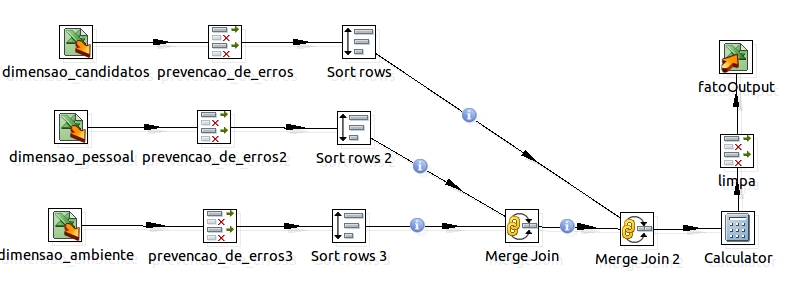 dimensao_candidatos
prevencao_de_erros
Sort rows
fatoOutput
dimensao_pessoal
prevencao_de_erros2
Sort rows 2
limpa
dimensao_ambiente
prevencao_de_erros3
Sort rows 3
Merge Join
Merge Join 2
Calculator